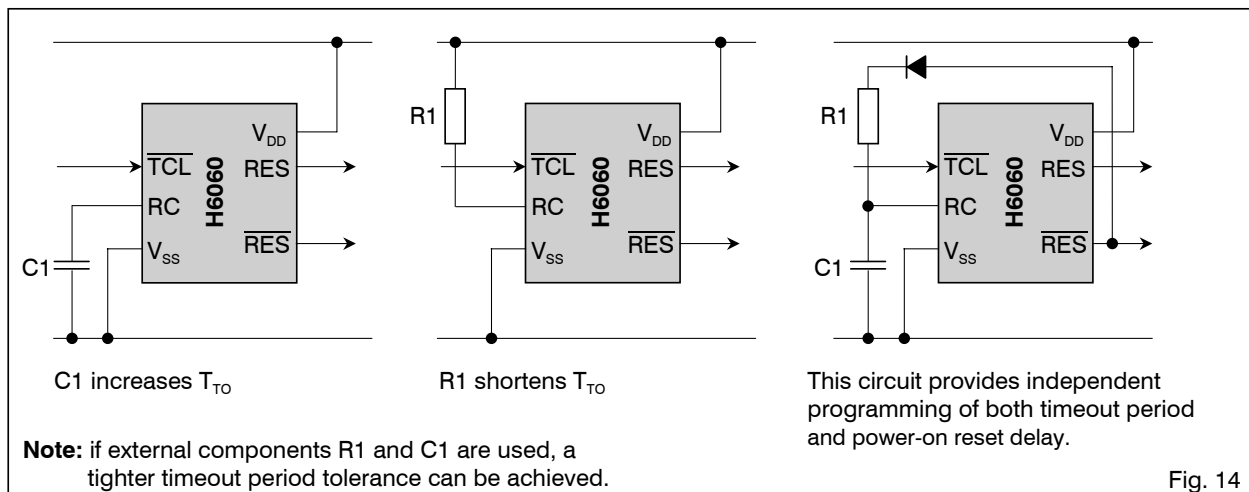 V_DD
TCL
RES
H6060
RC
RES
V_SS
C1
C1 increases T_TO
R1
V_DD
TCL
RES
H6060
RC
RES
V_SS
R1 shortens T_TO
R1
V_DD
TCL
RES
H6060
RC
RES
V_SS
C1
This circuit provides independent
programming of both timeout period
and power-on reset delay.
Note: if external components R1 and C1 are used, a
tighter timeout period tolerance can be achieved.
Fig. 14